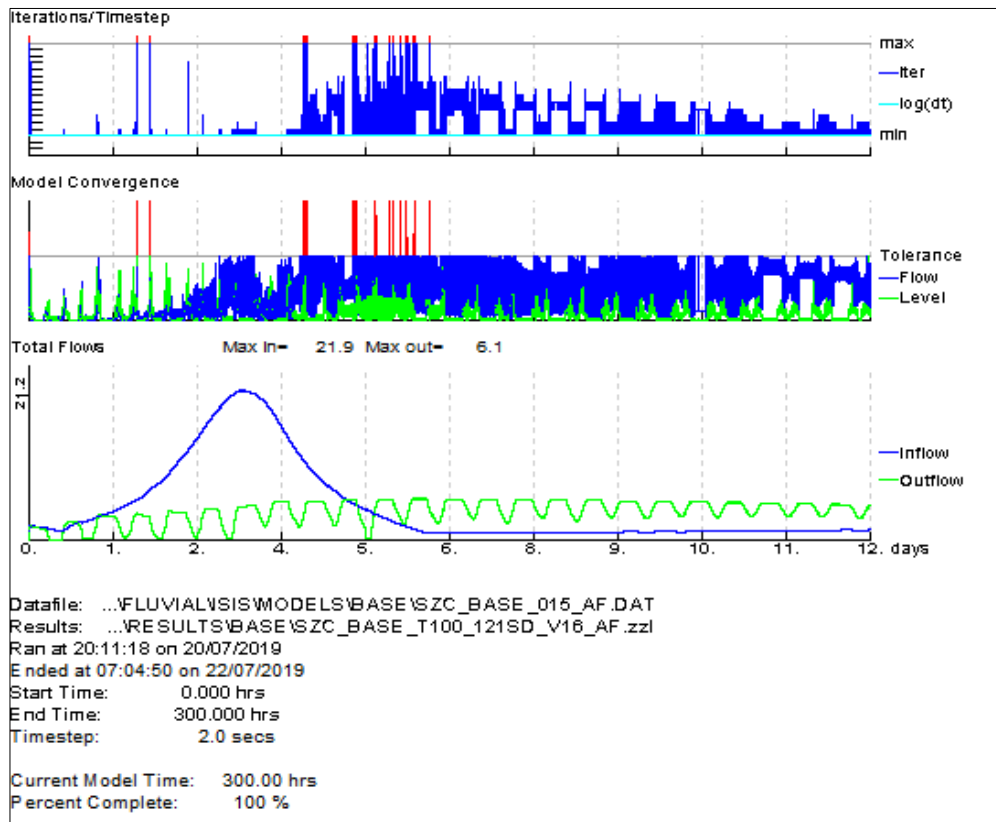 Iterations/Timestep
max
Iter
log(dt)
min
Model Convergence
Tolerance
Flow
Level
Total Flows Max in= 21.9 Max out= 6.1
21.2
Inflow
Outflow
0. 1. 2. 4. 5. 6. 8. 9. 10. 11. 12. days
Datafile: ...\FLUVIAL\ISIS\MODELS\BASE\SZC_BASE_015_AF.DAT
Results: ...\RESULTS\BASE\SZC_BASE_T100_121SD_V16_AF.zzl
Ran at 20:11:18 on 20/07/2019
Ended at 07:04:50 on 22/07/2019
Start Time: 0.000 hrs
End Time: 300.000 hrs
Timestep: 2.0 secs
Current Model Time: 300.00 hrs
Percent Complete: 100 %